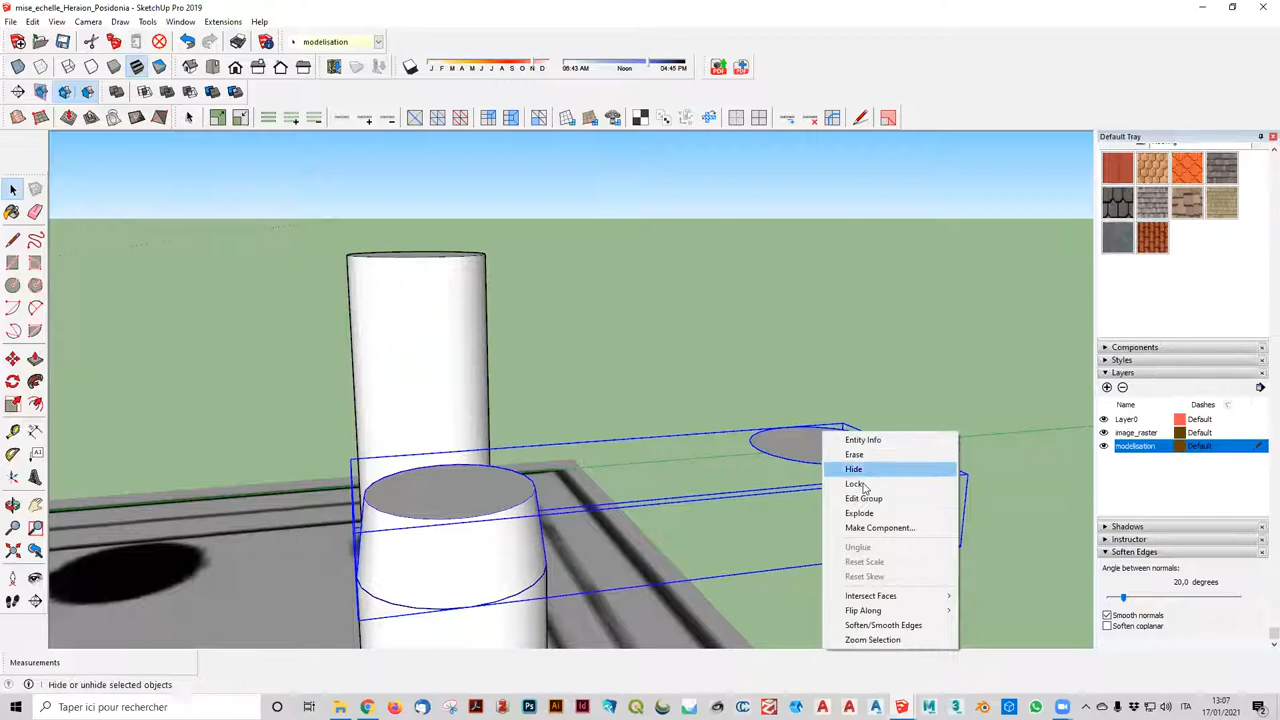 mise_echelle_Heraion_Posidonia - SketchUp Pro 2019
File Edit View Camera Draw Tools Window Extensions Help
modelisation
J F M A M J J A S O N D 06:43 AM Noon 04:45 PM
Default Tray
Components
Styles
Layers
Name Dashes
Layer0 Default
image_raster Default
modelisation Default
Shadows
Instructor
Soften Edges
Angle between normals:
20,0 degrees
Smooth normals
Soften coplanar
Entity Info
Erase
Hide
Lock
Edit Group
Explode
Make Component...
Unglue
Reset Scale
Reset Skew
Intersect Faces
Flip Along
Soften/Smooth Edges
Zoom Selection
Measurements
Hide or unhide selected objects
Taper ici pour rechercher
ITA
13:07
17/01/2021